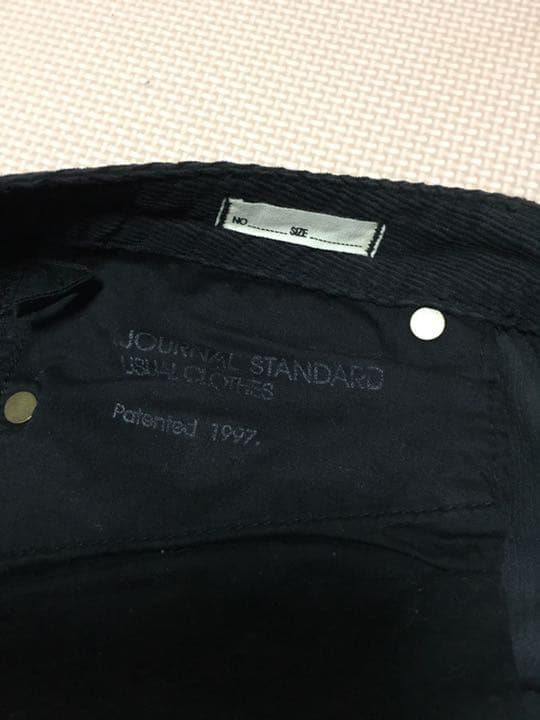 NO ........ SIZE ............
JOURNAL STANDARD
USUAL CLOTHES
Patented 1997.